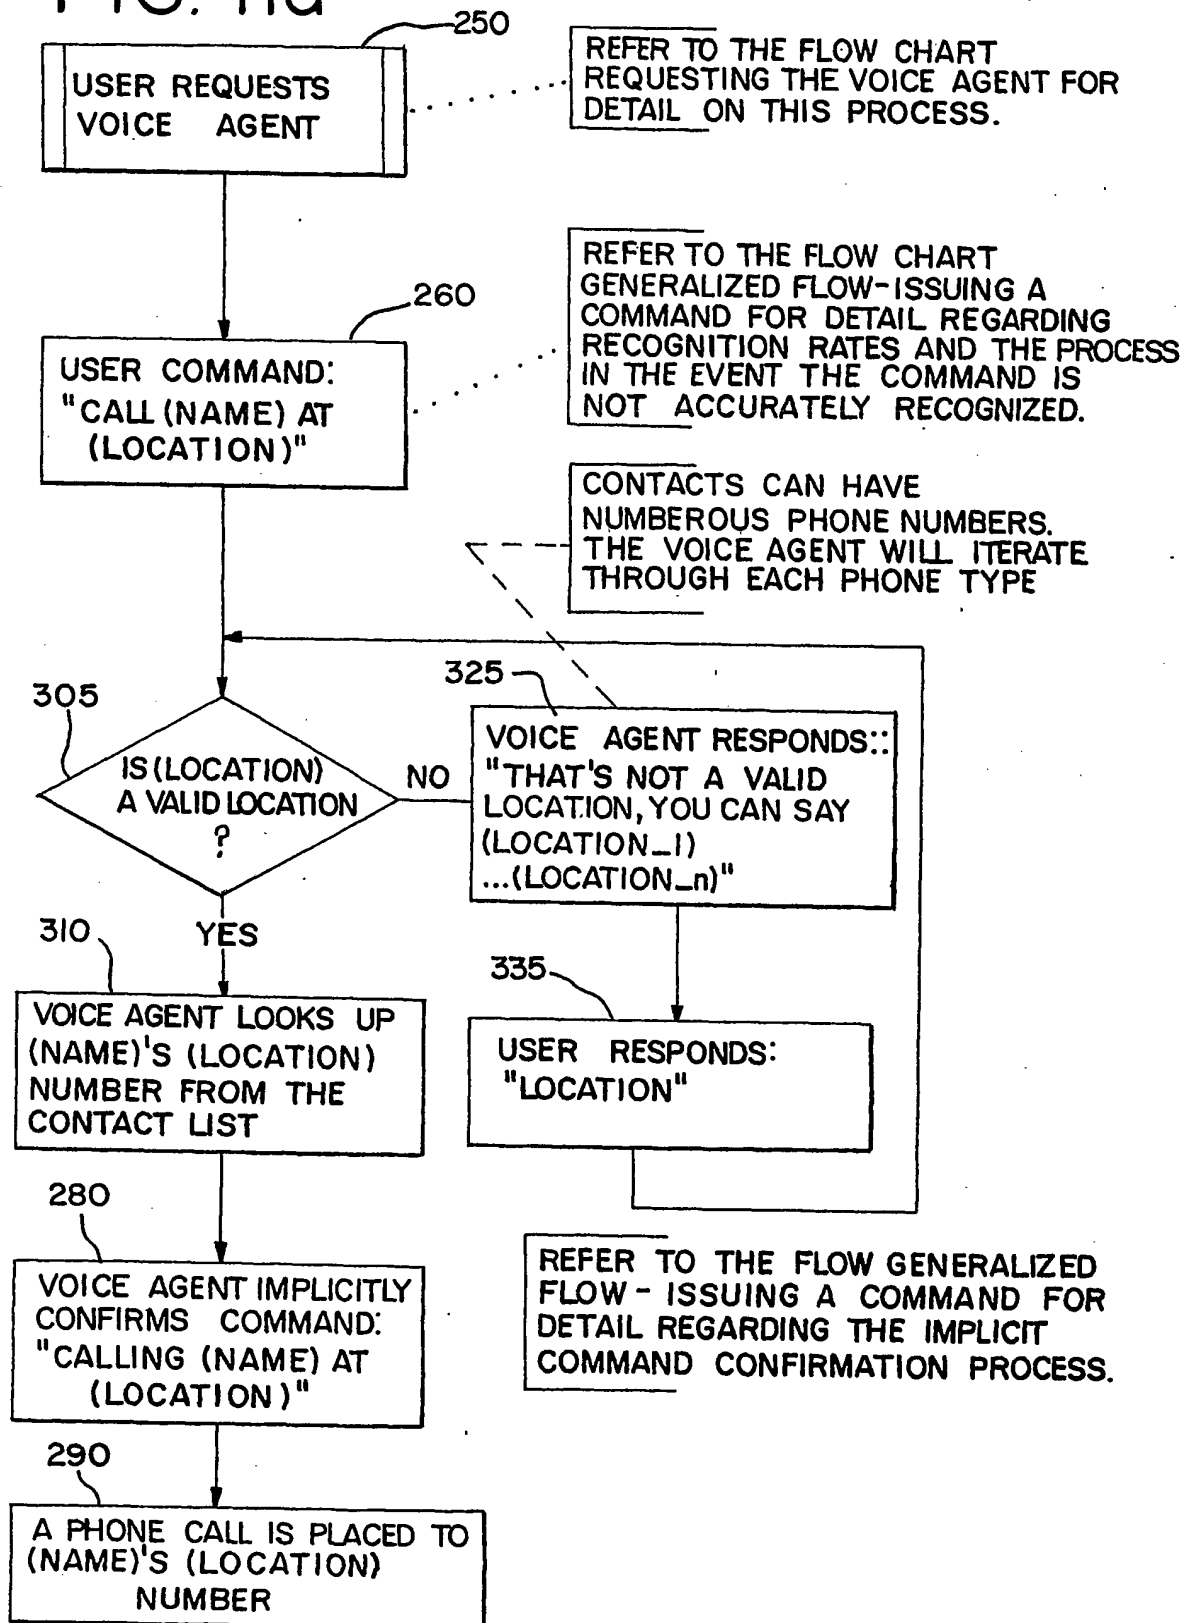 FIG. 11a
250
USER REQUESTS
VOICE AGENT
REFER TO THE FLOW CHART
REQUESTING THE VOICE AGENT FOR
DETAIL ON THIS PROCESS.
260
USER COMMAND:
"CALL (NAME) AT
(LOCATION)"
REFER TO THE FLOW CHART
GENERALIZED FLOW-ISSUING A
COMMAND FOR DETAIL REGARDING
RECOGNITION RATES AND THE PROCESS
IN THE EVENT THE COMMAND IS
NOT ACCURATELY RECOGNIZED.
CONTACTS CAN HAVE
NUMBEROUS PHONE NUMBERS.
THE VOICE AGENT WILL ITERATE
THROUGH EACH PHONE TYPE
305
IS (LOCATION)
A VALID LOCATION
?
NO
325
VOICE AGENT RESPONDS::
"THAT'S NOT A VALID
LOCATION, YOU CAN SAY
(LOCATION_1)
...(LOCATION_n)"
YES
310
VOICE AGENT LOOKS UP
(NAME)'S (LOCATION)
NUMBER FROM THE
CONTACT LIST
335
USER RESPONDS:
"LOCATION"
280
VOICE AGENT IMPLICITLY
CONFIRMS COMMAND:
"CALLING (NAME) AT
(LOCATION)"
REFER TO THE FLOW GENERALIZED
FLOW - ISSUING A COMMAND FOR
DETAIL REGARDING THE IMPLICIT
COMMAND CONFIRMATION PROCESS.
290
A PHONE CALL IS PLACED TO
(NAME)'S (LOCATION)
NUMBER